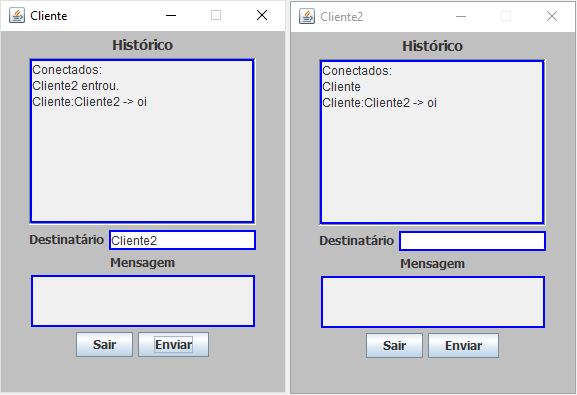 Cliente
Histórico
Conectados:
Cliente2 entrou.
Cliente:Cliente2 -> oi
Destinatário Cliente2
Mensagem
Sair Enviar
Cliente2
Histórico
Conectados:
Cliente
Cliente:Cliente2 -> oi
Destinatário
Mensagem
Sair Enviar